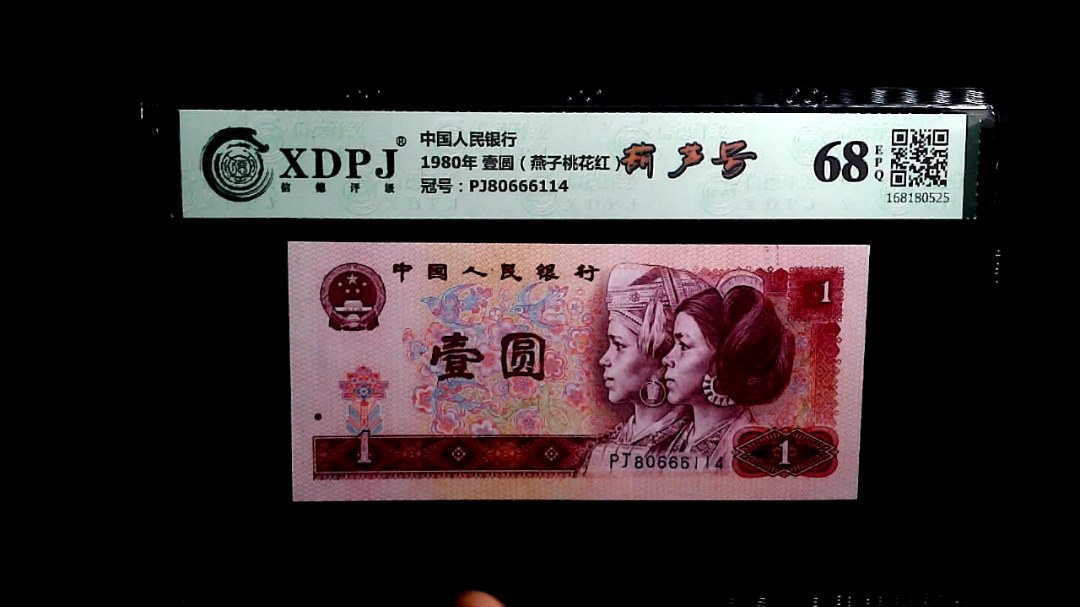 XDPJ®
信德评级
中国人民银行
1980年 壹圆（燕子桃花红）葫芦号
冠号：PJ80666114
68 EPQ
168180525
中国人民银行
1
壹圆
1
PJ80666114
1